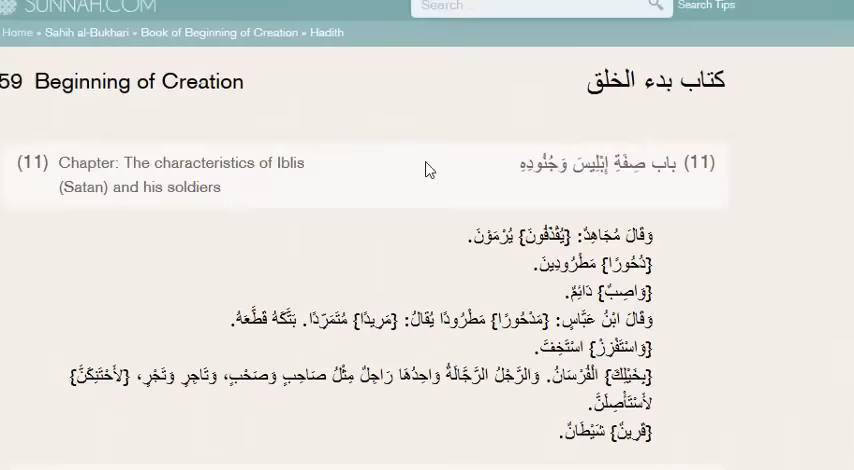 SUNNAH.COM
Search
Search Tips
Home » Sahih al-Bukhari » Book of Beginning of Creation » Hadith
59 Beginning of Creation
كتاب بدء الخلق
(11) Chapter: The characteristics of Iblis
(Satan) and his soldiers
(11) باب صِفَةِ إِبْلِيسَ وَجُنُودِهِ
وَقَالَ مُجَاهِدٌ: {يُقْذَفُونَ} يُرْمَوْنَ.
{دُحُورًا} مَطْرُودِينَ.
{وَاصِبٌ} دَائِمٌ.
وَقَالَ ابْنُ عَبَّاسٍ: {مَدْحُورًا} مَطْرُودًا يُقَالُ: {مَرِيدًا} مُتَمَرِّدًا. بَتَّكَهُ قَطَّعَهُ.
{وَاسْتَفْزِزْ} اسْتَخِفَّ.
{بِخَيْلِكَ} الْفُرْسَانُ. وَالرَّجْلُ الرَّجَّالَةُ وَاحِدُهَا رَاجِلٌ مِثْلُ صَاحِبٍ وَصَحْبٍ، وَتَاجِرٍ وَتَجْرٍ، {لأَحْتَنِكَنَّ}
لأَسْتَأْصِلَنَّ.
{قَرِينٌ} شَيْطَانٌ.